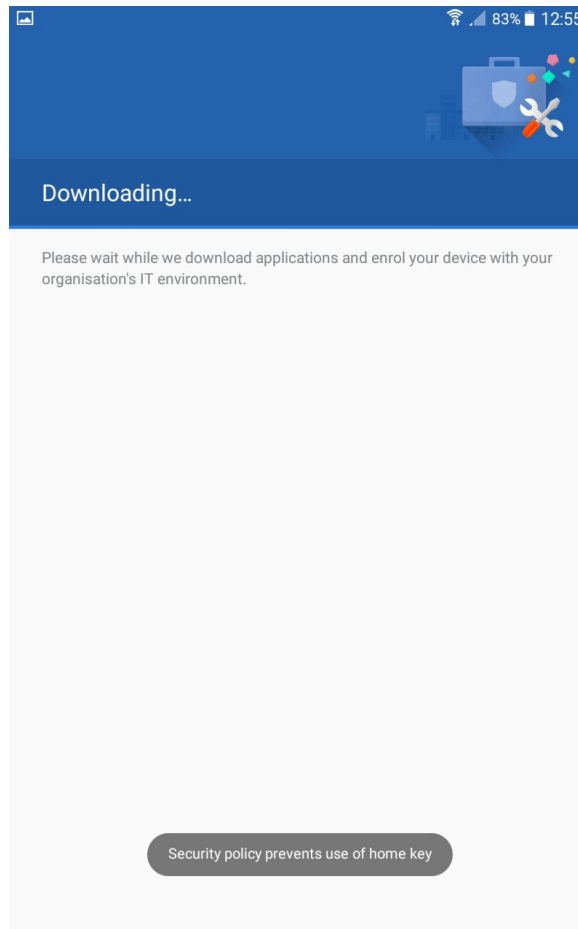 83% 12:55
Downloading...
Please wait while we download applications and enrol your device with your
organisation's IT environment.
Security policy prevents use of home key